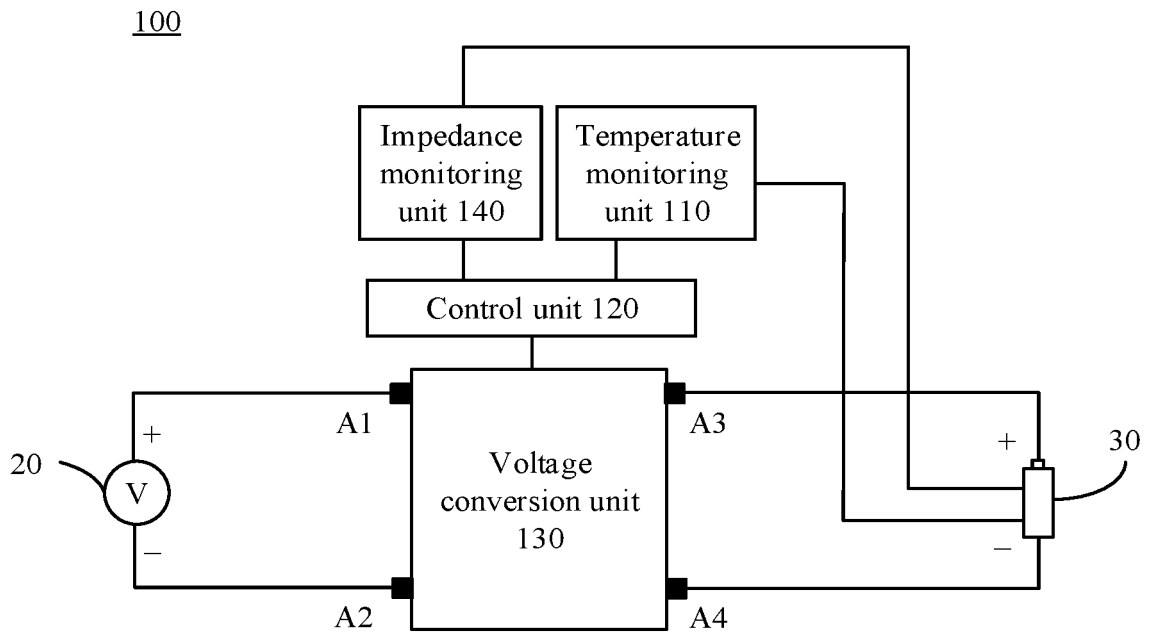 100
Impedance
monitoring
unit 140
Temperature
monitoring
unit 110
Control unit 120
A1
A3
+
+
20
V
Voltage
conversion unit
130
30
−
−
A2
A4